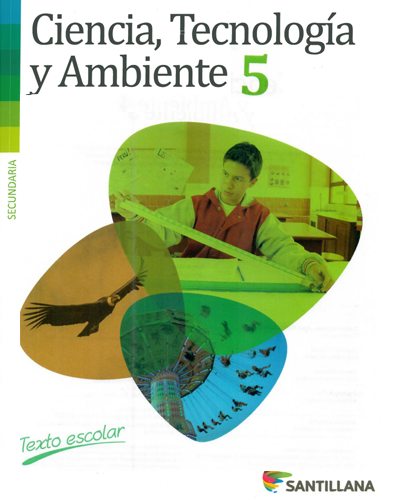 Ciencia, Tecnología
y Ambiente 5
SECUNDARIA
Texto escolar
SANTILLANA